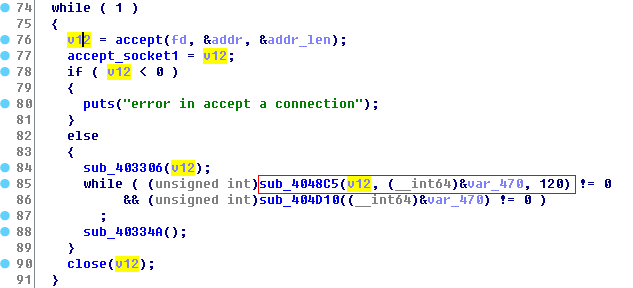 74 while ( 1 )
75 {
76 v12 = accept(fd, &addr, &addr_len);
77 accept_socket1 = v12;
78 if ( v12 < 0 )
79 {
80 puts("error in accept a connection");
81 }
82 else
83 {
84 sub_403306(v12);
85 while ( (unsigned int)sub_4048C5(v12, (__int64)&var_470, 120) != 0
86 && (unsigned int)sub_404D10((__int64)&var_470) != 0 )
87 ;
88 sub_40334A();
89 }
90 close(v12);
91 }